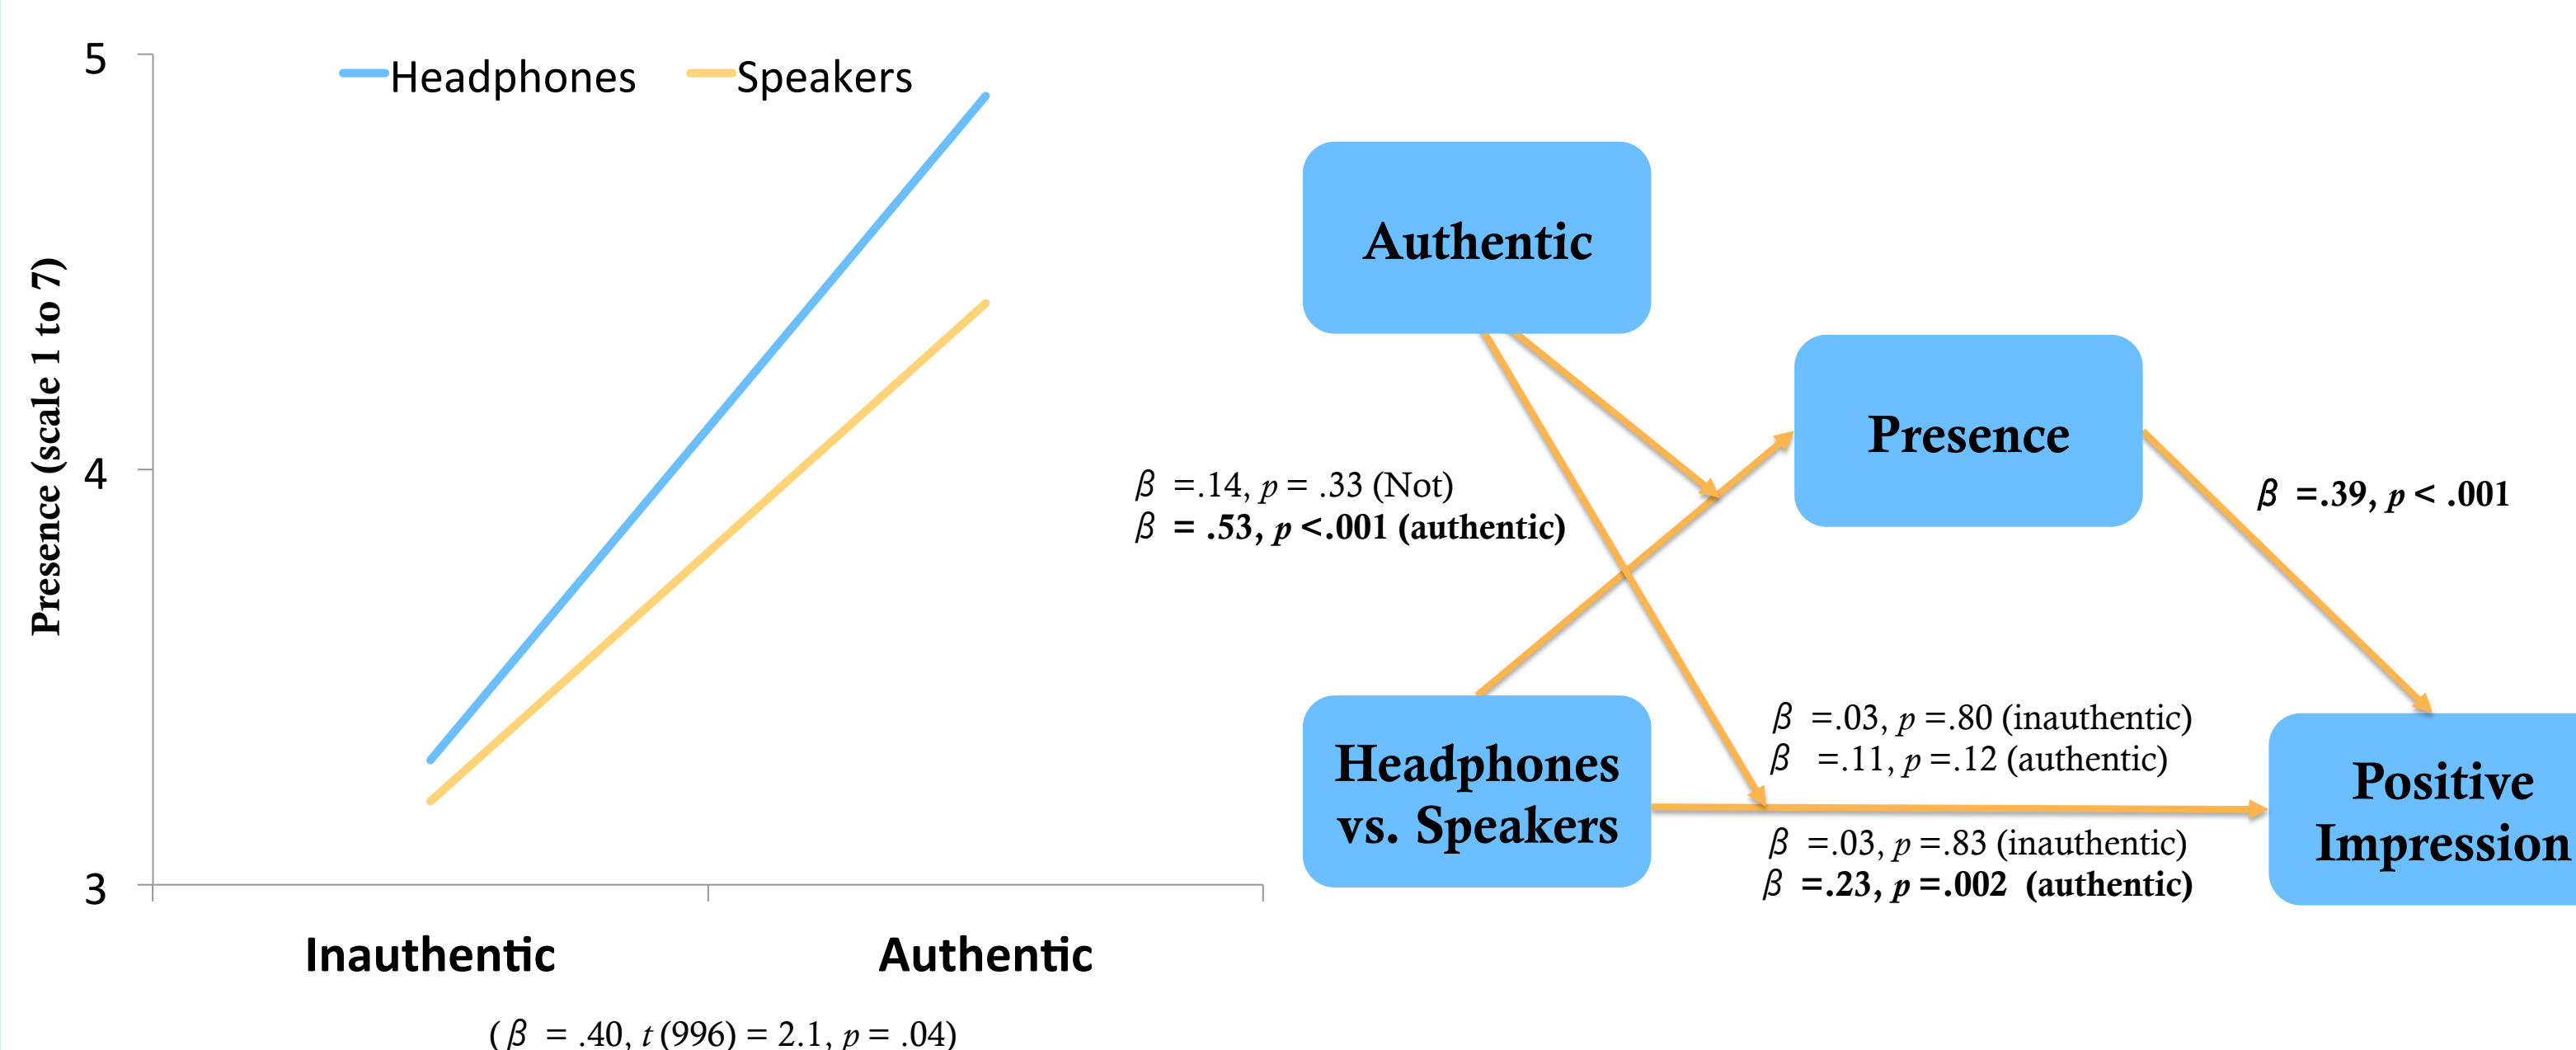 5
Headphones
Speakers
Presence (scale 1 to 7)
4
3
Inauthentic
Authentic
(β = .40, t (996) = 2.1, p = .04)
Authentic
Presence
β =.14, p = .33 (Not)
β = .53, p <.001 (authentic)
β =.39, p < .001
Headphones
vs. Speakers
β =.03, p =.80 (inauthentic)
β =.11, p =.12 (authentic)
β =.03, p =.83 (inauthentic)
β =.23, p =.002 (authentic)
Positive
Impression